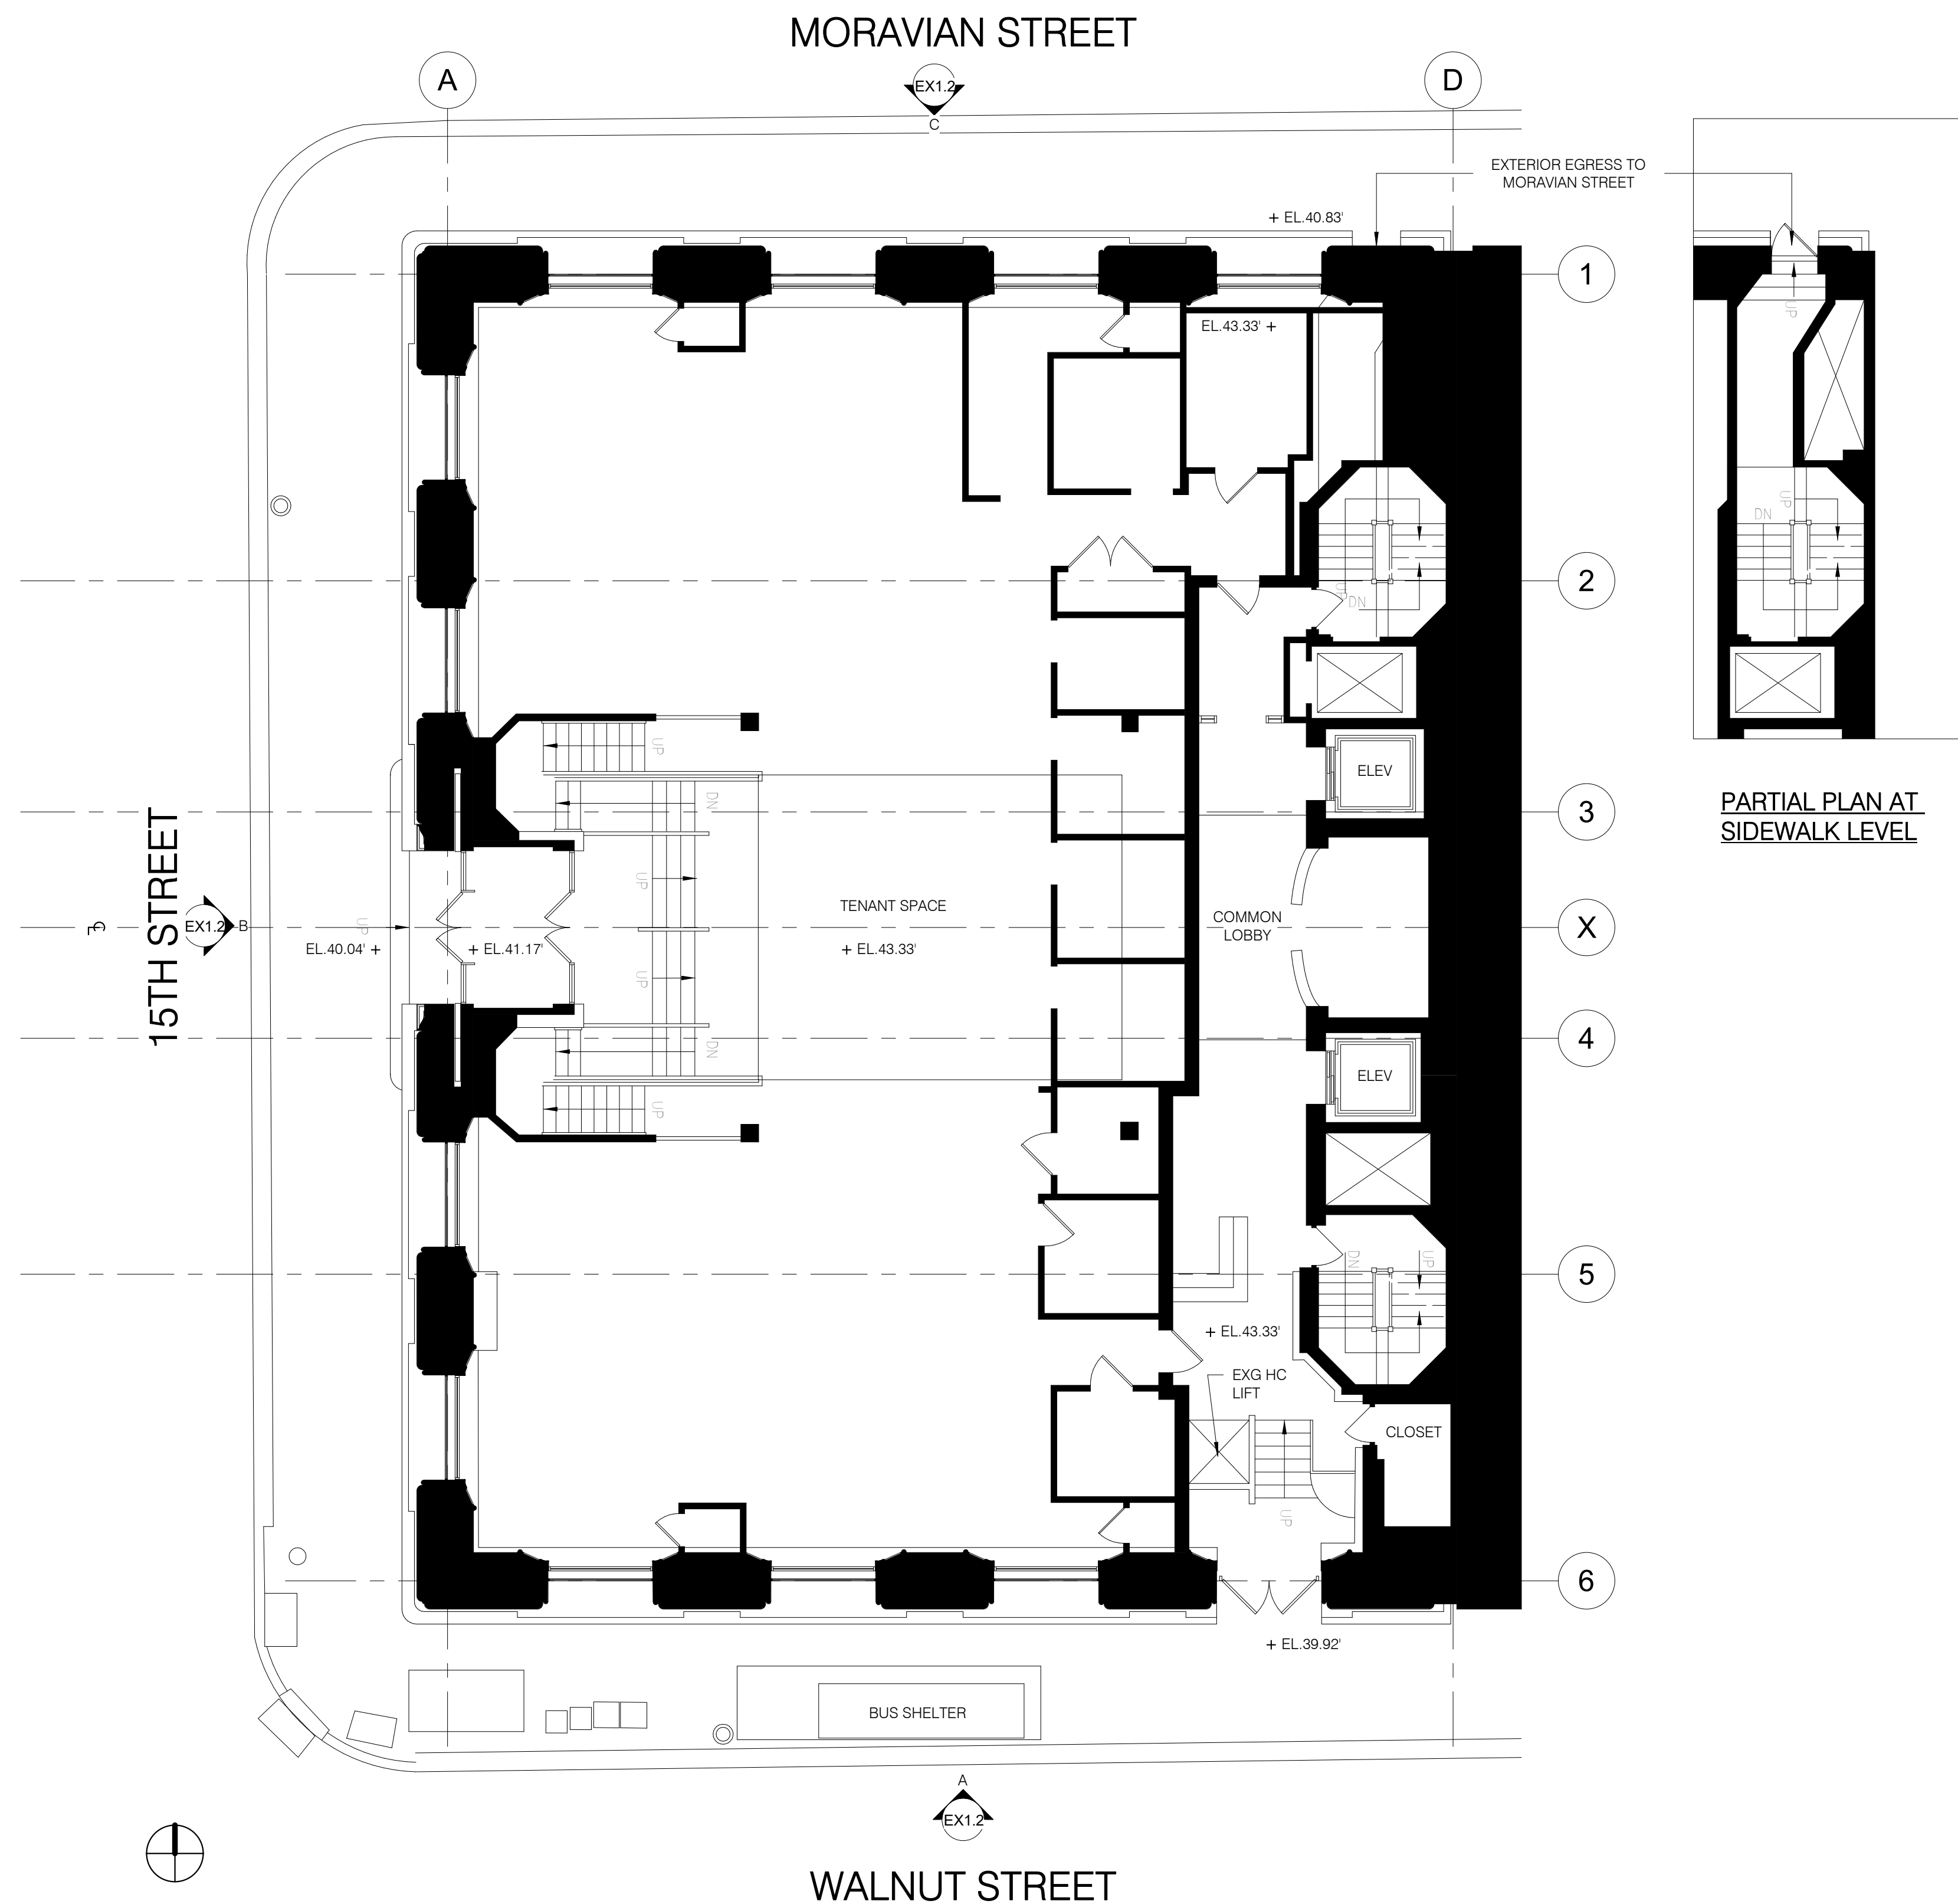 MORAVIAN STREET
A
D
EX1.2
C
EXTERIOR EGRESS TO
MORAVIAN STREET
+ EL.40.83'
1
EL.43.33' +
UP
UP
DN
2
UP
DN
UP
ELEV
DN
3
PARTIAL PLAN AT
SIDEWALK LEVEL
15TH STREET
UP
TENANT SPACE
COMMON
LOBBY
UP
EX1.2
B
X
EL.40.04' +
+ EL.41.17'
+ EL.43.33'
UP
4
DN
ELEV
UP
DN
UP
5
+ EL.43.33'
EXG HC
LIFT
CLOSET
UP
6
+ EL.39.92'
BUS SHELTER
A
EX1.2
WALNUT STREET